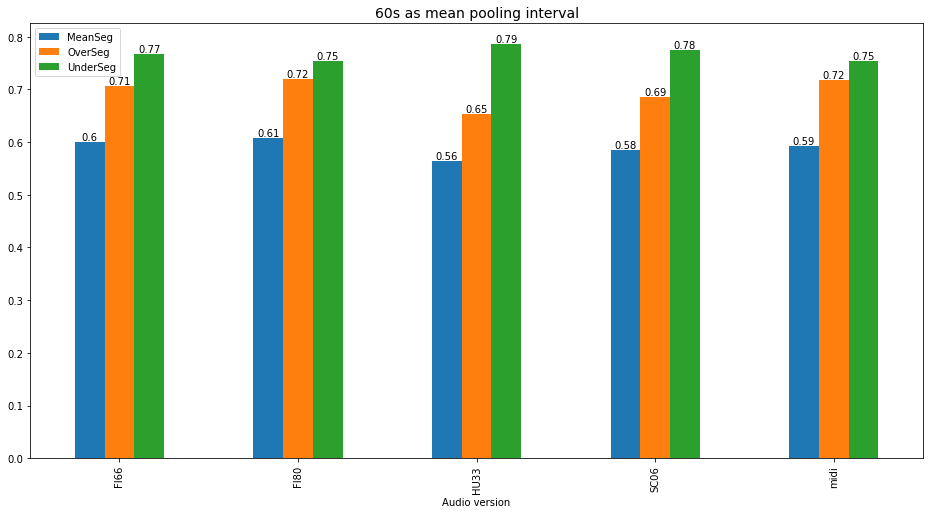 60s as mean pooling interval
MeanSeg
OverSeg
UnderSeg
0.8
0.7
0.6
0.5
0.4
0.3
0.2
0.1
0.0
0.6
0.71
0.77
0.61
0.72
0.75
0.56
0.65
0.79
0.58
0.69
0.78
0.59
0.72
0.75
FI66
FI80
HU33
SC06
midi
Audio version